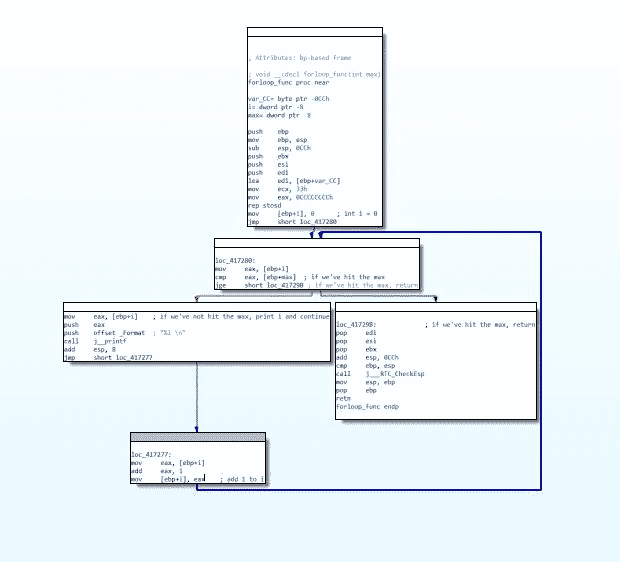 ; Attributes: bp-based frame
; void __cdecl forloop_func(int max)
forloop_func proc near
var_CC= byte ptr -0CCh
i= dword ptr -8
max= dword ptr  8
push    ebp
mov     ebp, esp
sub     esp, 0CCh
push    ebx
push    esi
push    edi
lea     edi, [ebp+var_CC]
mov     ecx, 33h
mov     eax, 0CCCCCCCCh
rep stosd
mov     [ebp+i], 0      ; int i = 0
jmp     short loc_417280
loc_417280:
mov     eax, [ebp+i]
cmp     eax, [ebp+max]  ; if we've hit the max
jge     short loc_417298 ; if we've hit the max, return
mov     eax, [ebp+i]    ; if we've not hit the max, print i and continue
push    eax
push    offset _Format  ; "%i \n"
call    j__printf
add     esp, 8
jmp     short loc_417277
loc_417298:             ; if we've hit the max, return
pop     edi
pop     esi
pop     ebx
add     esp, 0CCh
cmp     ebp, esp
call    j___RTC_CheckEsp
mov     esp, ebp
pop     ebp
retn
forloop_func endp
loc_417277:
mov     eax, [ebp+i]
add     eax, 1
mov     [ebp+i], eax    ; add 1 to i